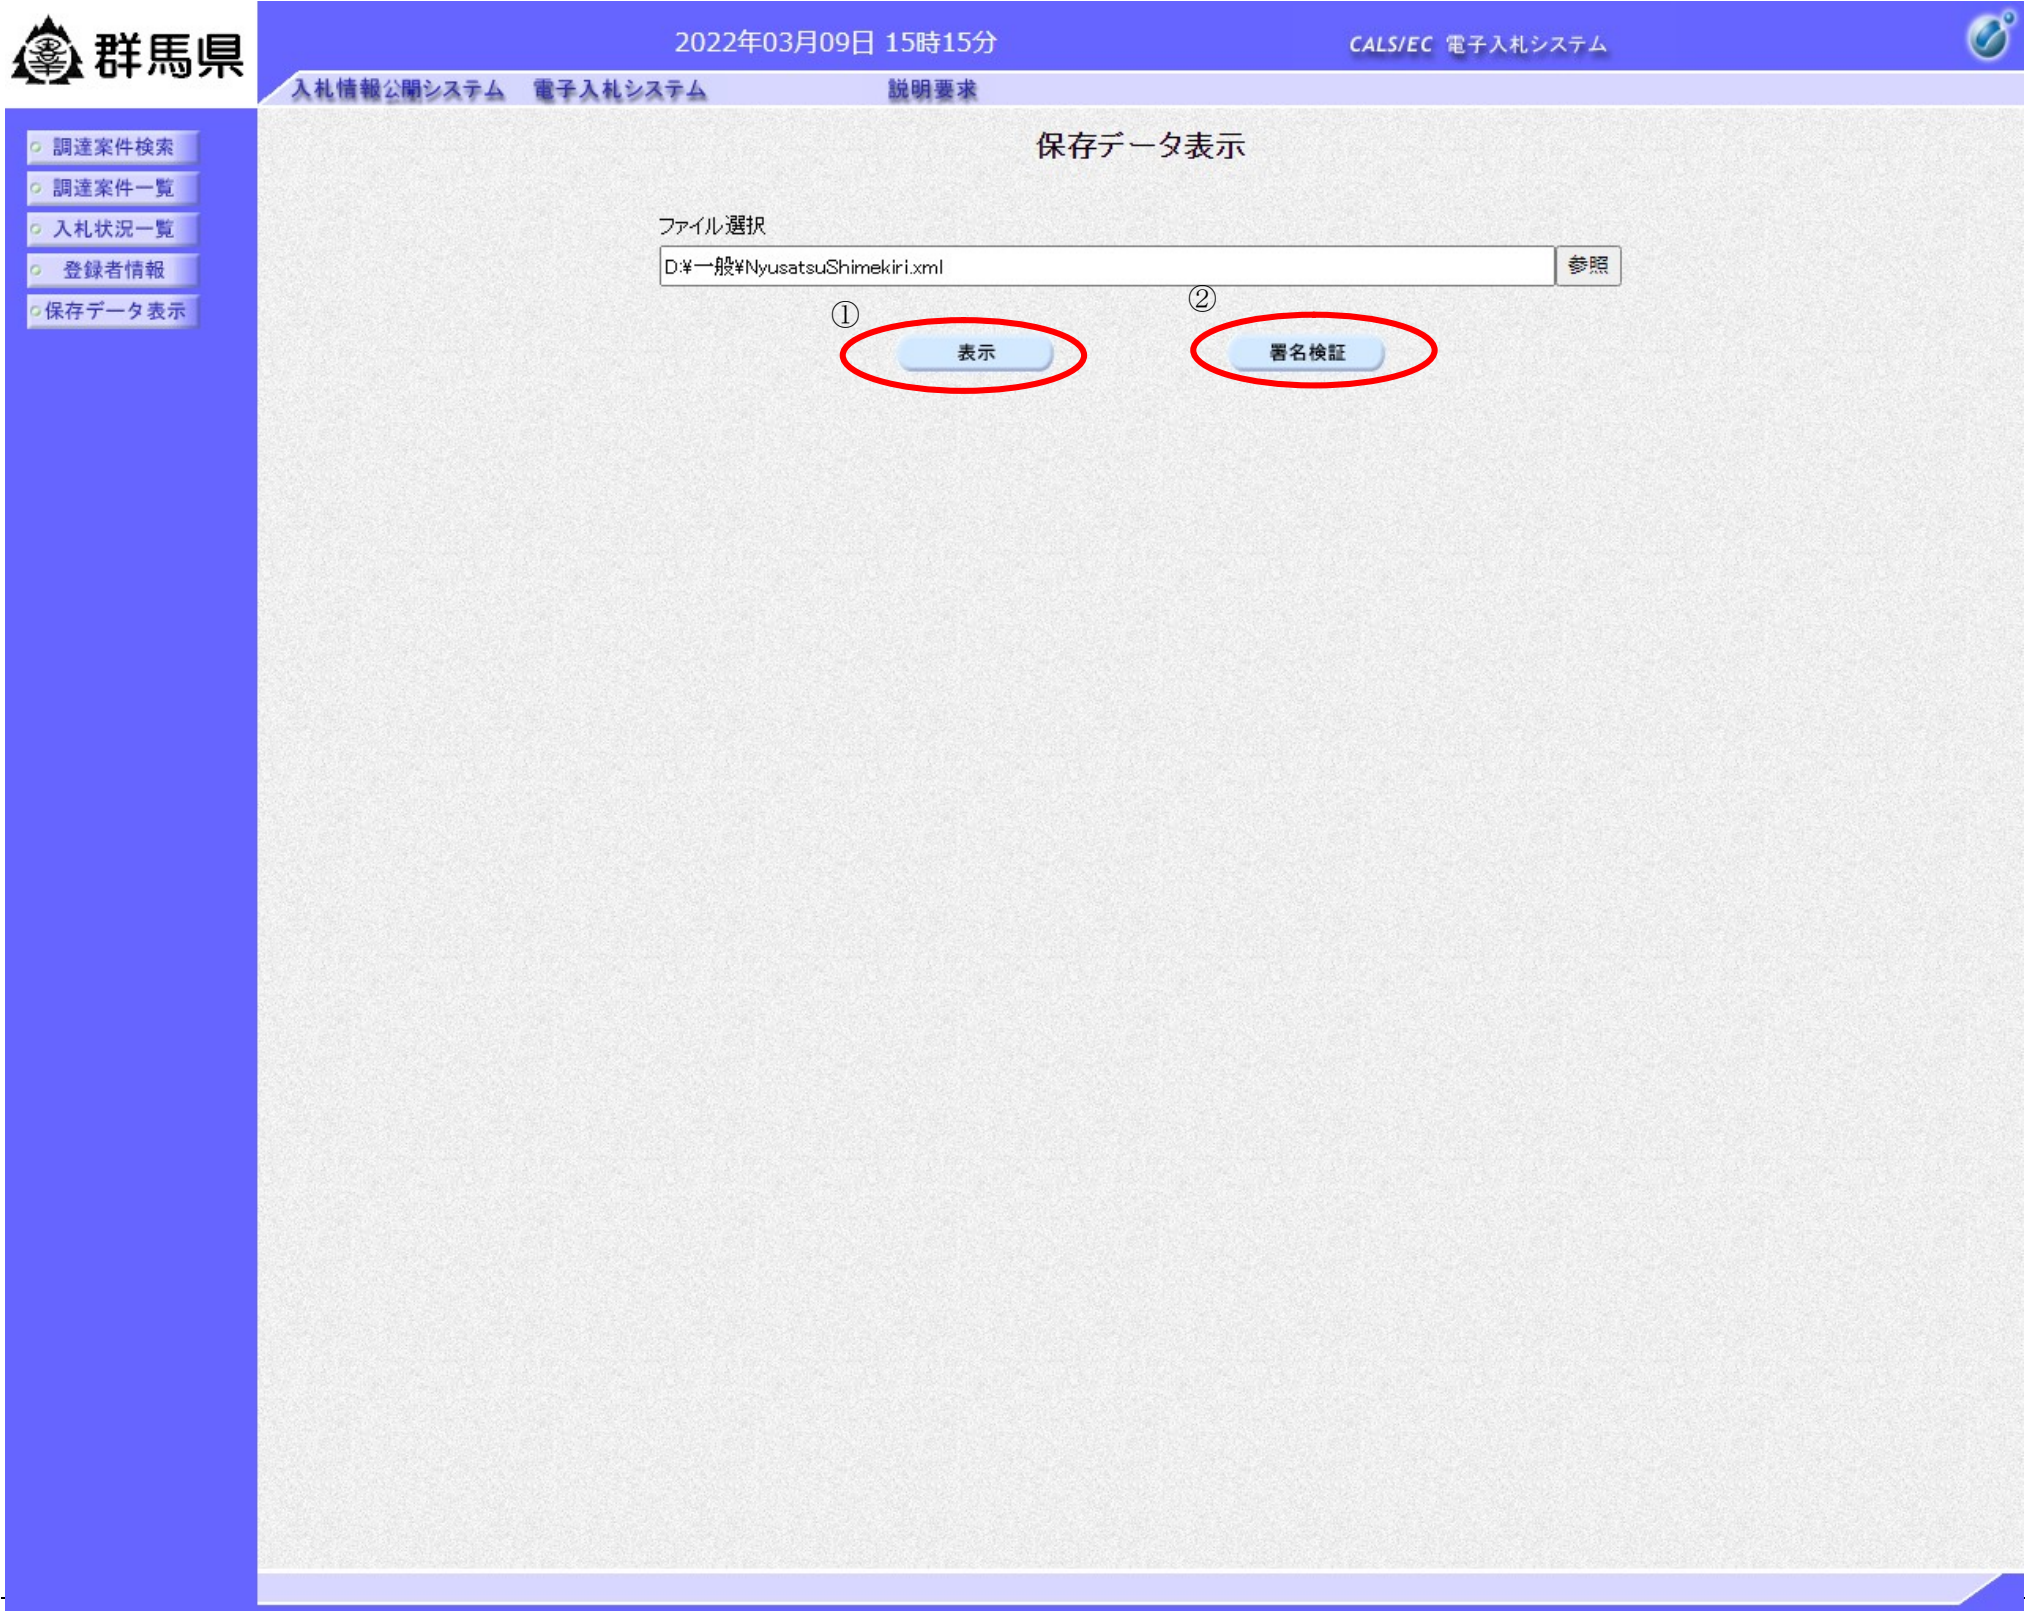 群馬県
2022年03月09日 15時15分
CALS/EC 電子入札システム
入札情報公開システム 電子入札システム 説明要求
調達案件検索
調達案件一覧
入札状況一覧
登録者情報
保存データ表示
保存データ表示
ファイル選択
D:¥一般¥NyusatsuShimekiri.xml 参照
① ②
表示 署名検証